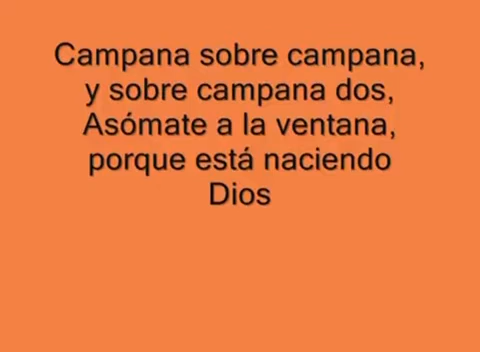 Campana sobre campana,
y sobre campana dos,
Asómate a la ventana,
porque está naciendo
Dios